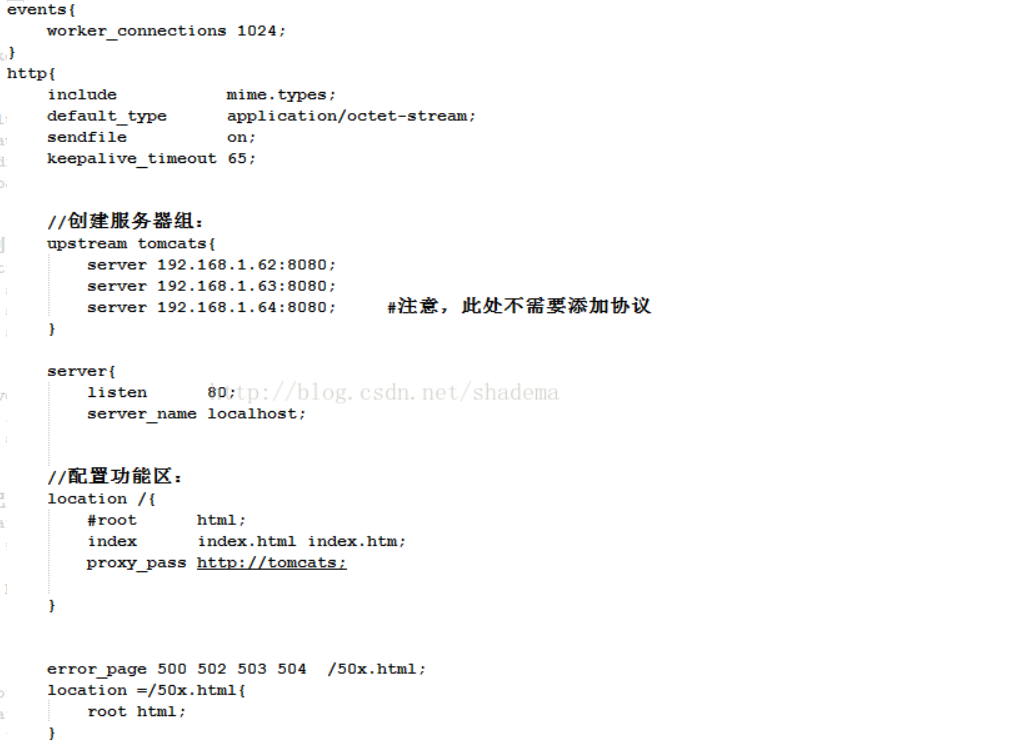 events{
worker_connections 1024;
}
http{
include mime.types;
default_type application/octet-stream;
sendfile on;
keepalive_timeout 65;
//创建服务器组：
upstream tomcats{
server 192.168.1.62:8080;
server 192.168.1.63:8080;
server 192.168.1.64:8080; #注意，此处不需要添加协议
}
server{
listen 80;
http://blog.csdn.net/shadema
server_name localhost;
//配置功能区：
location /{
#root html;
index index.html index.htm;
proxy_pass http://tomcats;
}
error_page 500 502 503 504 /50x.html;
location =/50x.html{
root html;
}